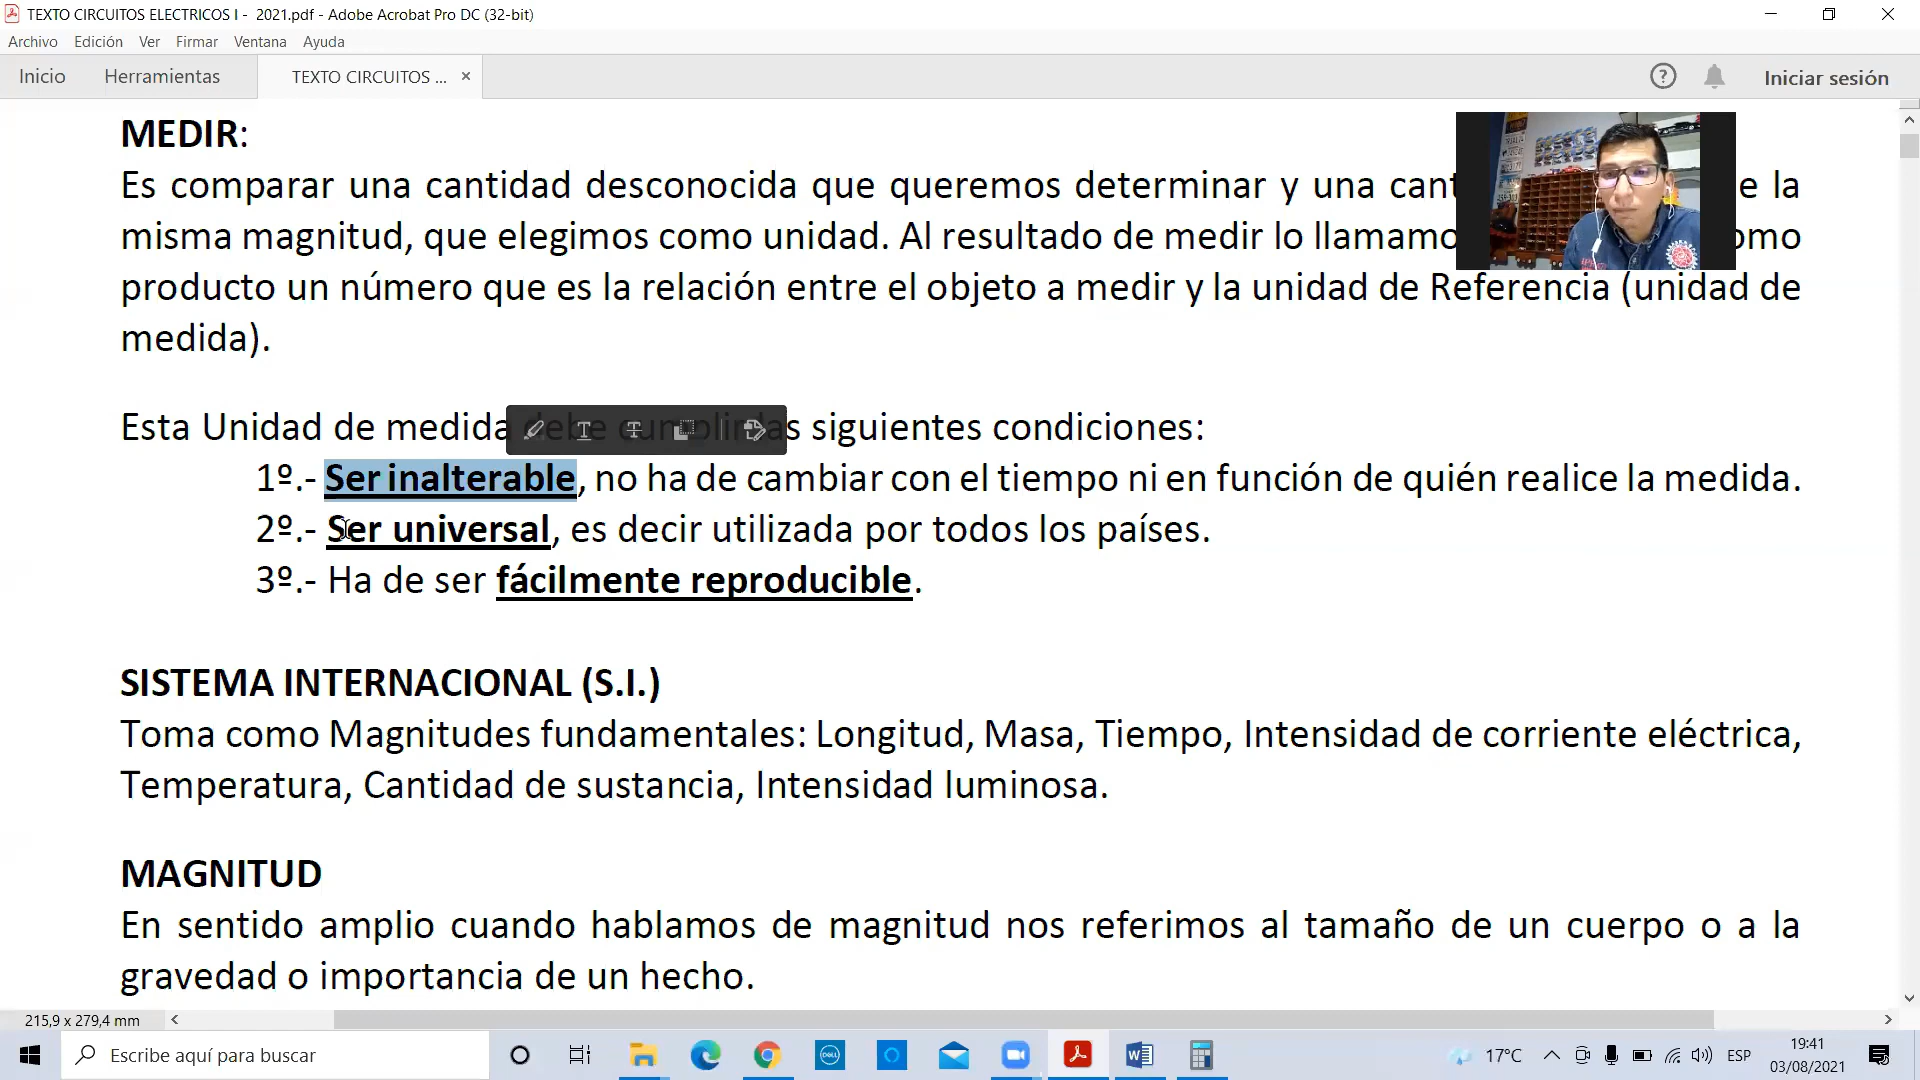 TEXTO CIRCUITOS ELECTRICOS I - 2021.pdf - Adobe Acrobat Pro DC (32-bit)
Archivo Edición Ver Firmar Ventana Ayuda
Inicio Herramientas TEXTO CIRCUITOS ... × Iniciar sesión
MEDIR:
Es comparar una cantidad desconocida que queremos determinar y una e la
misma magnitud, que elegimos como unidad. Al resultado de medir lo
producto un número que es la relación entre el objeto a medir y la unidad de Referencia (unidad de
medida).
Esta Unidad de medida debe siguientes condiciones:
1º.- Ser inalterable, no ha de cambiar con el tiempo ni en función de quién realice la medida.
2º.- Ser universal, es decir utilizada por todos los países.
3º.- Ha de ser fácilmente reproducible.
SISTEMA INTERNACIONAL (S.I.)
Toma como Magnitudes fundamentales: Longitud, Masa, Tiempo, Intensidad de corriente eléctrica,
Temperatura, Cantidad de sustancia, Intensidad luminosa.
MAGNITUD
En sentido amplio cuando hablamos de magnitud nos referimos al tamaño de un cuerpo o a la
gravedad o importancia de un hecho.
215,9 x 279,4 mm
Escribe aquí para buscar
DELL
17°C
ESP
19:41
03/08/2021